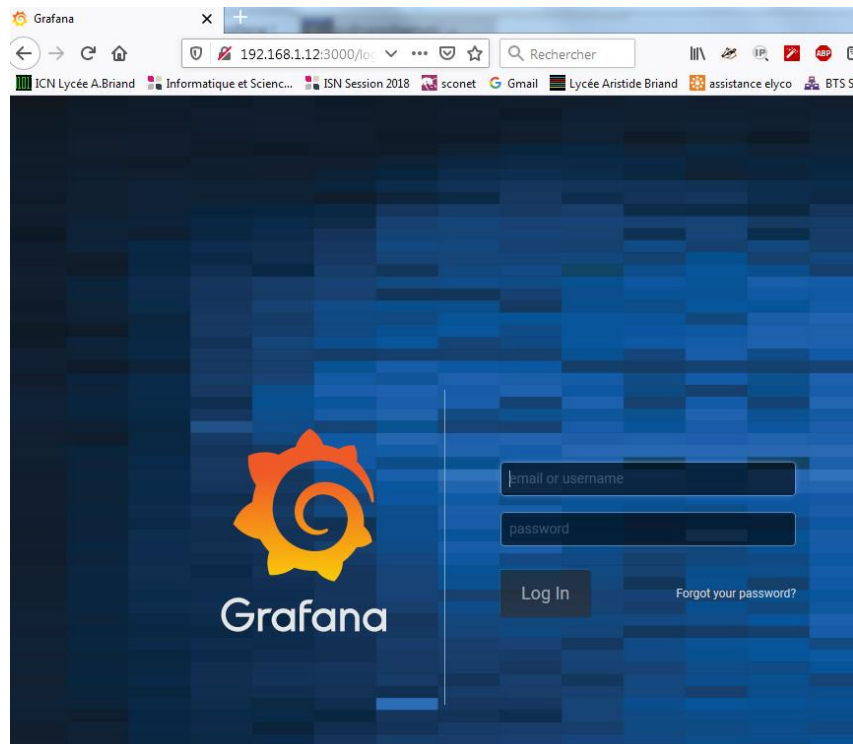 Grafana
192.168.1.12:3000/log
Rechercher
ICN Lycée A.Briand Informatique et Scienc... ISN Session 2018 sconet Gmail Lycée Aristide Briand assistance elyco BTS S
email or username
password
Log In Forgot your password?
Grafana